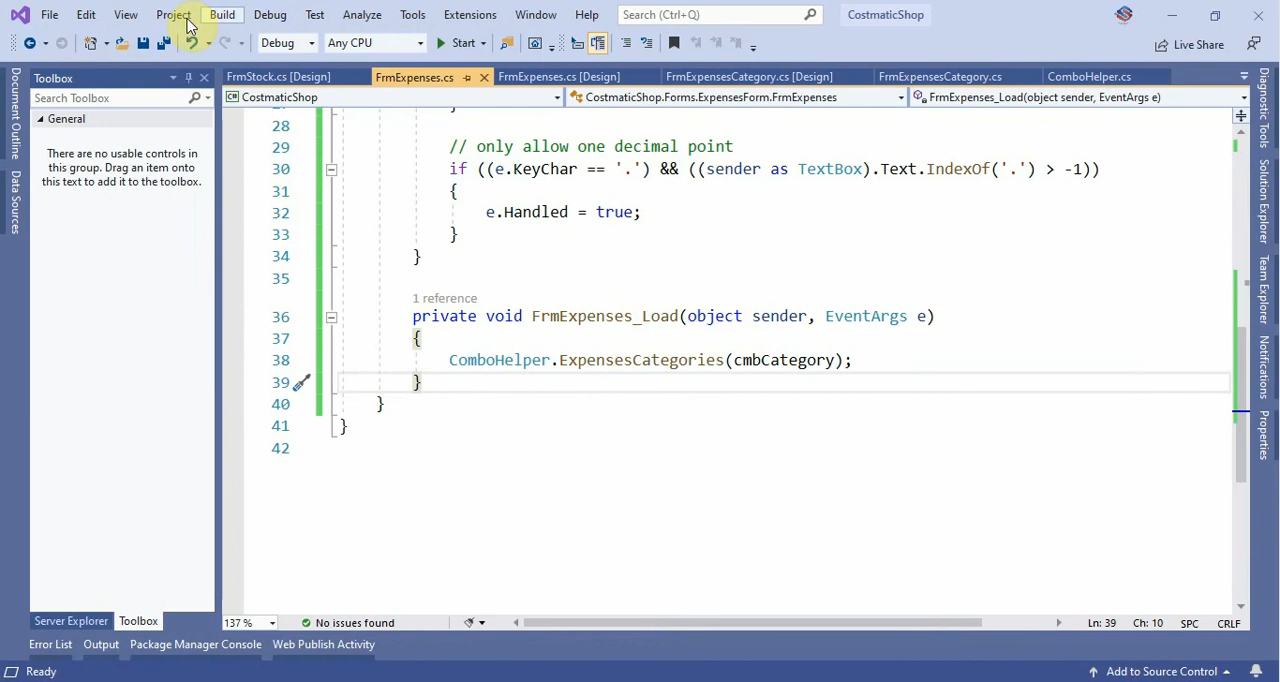 File Edit View Project Build Debug Test Analyze Tools Extensions Window Help Search (Ctrl+Q) CostmaticShop
Debug Any CPU Start Live Share
Toolbox
FrmStock.cs [Design] FrmExpenses.cs FrmExpenses.cs [Design] FrmExpensesCategory.cs [Design] FrmExpensesCategory.cs ComboHelper.cs
Search Toolbox
CostmaticShop CostmaticShop.Forms.ExpensesForm.FrmExpenses FrmExpenses_Load(object sender, EventArgs e)
General
There are no usable controls in
this group. Drag an item onto
this text to add it to the toolbox.
Document Outline
Data Sources
28
29 // only allow one decimal point
30 if ((e.KeyChar == '.') && ((sender as TextBox).Text.IndexOf('.') > -1))
31 {
32 e.Handled = true;
33 }
34 }
35
1 reference
36 private void FrmExpenses_Load(object sender, EventArgs e)
37 {
38 ComboHelper.ExpensesCategories(cmbCategory);
39 }
40 }
41 }
42
Diagnostic Tools
Solution Explorer
Team Explorer
Notifications
Properties
Server Explorer Toolbox
137 % No issues found Ln: 39 Ch: 10 SPC CRLF
Error List Output Package Manager Console Web Publish Activity
Ready Add to Source Control